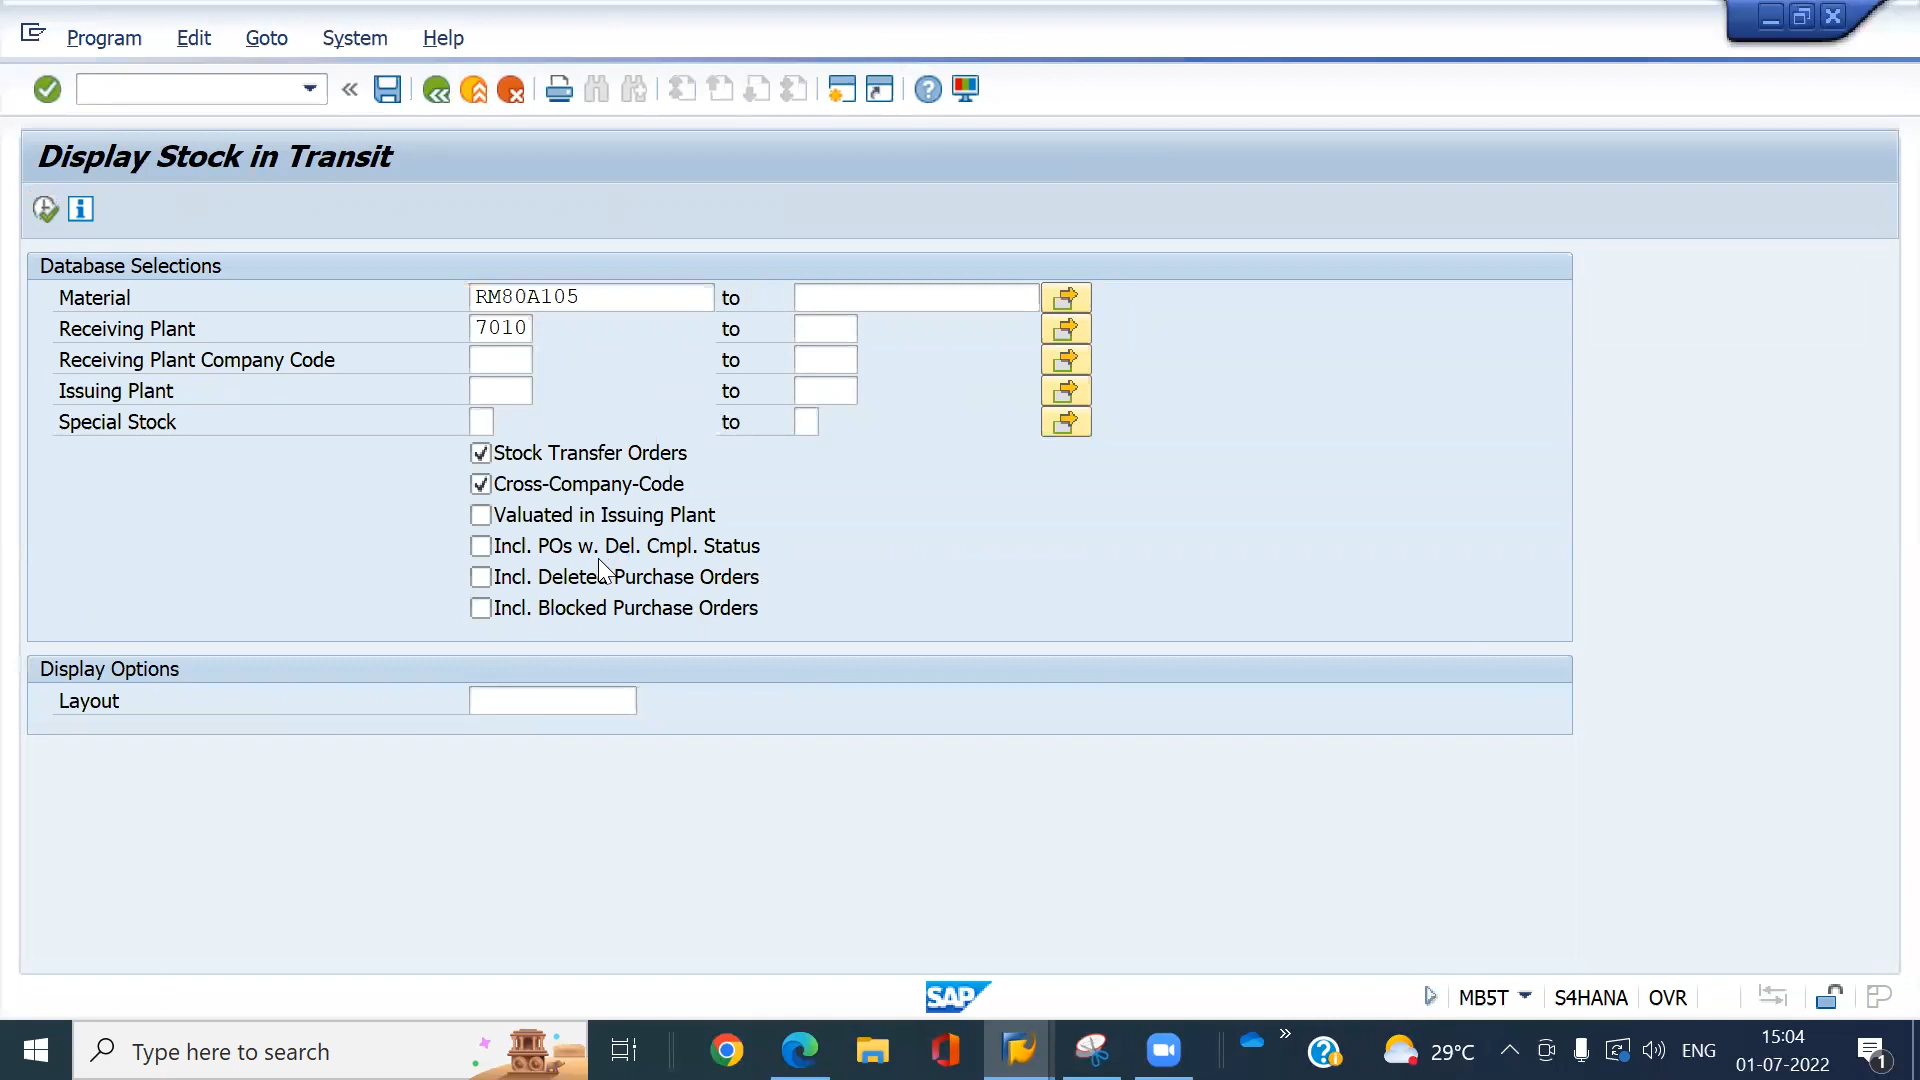 Program Edit Goto System Help
Display Stock in Transit
Database Selections
Material RM80A105 to
Receiving Plant 7010 to
Receiving Plant Company Code to
Issuing Plant to
Special Stock to
Stock Transfer Orders
Cross-Company-Code
Valuated in Issuing Plant
Incl. POs w. Del. Cmpl. Status
Incl. Deleted Purchase Orders
Incl. Blocked Purchase Orders
Display Options
Layout
SAP MB5T S4HANA OVR
Type here to search 29°C ENG 15:04
01-07-2022 1